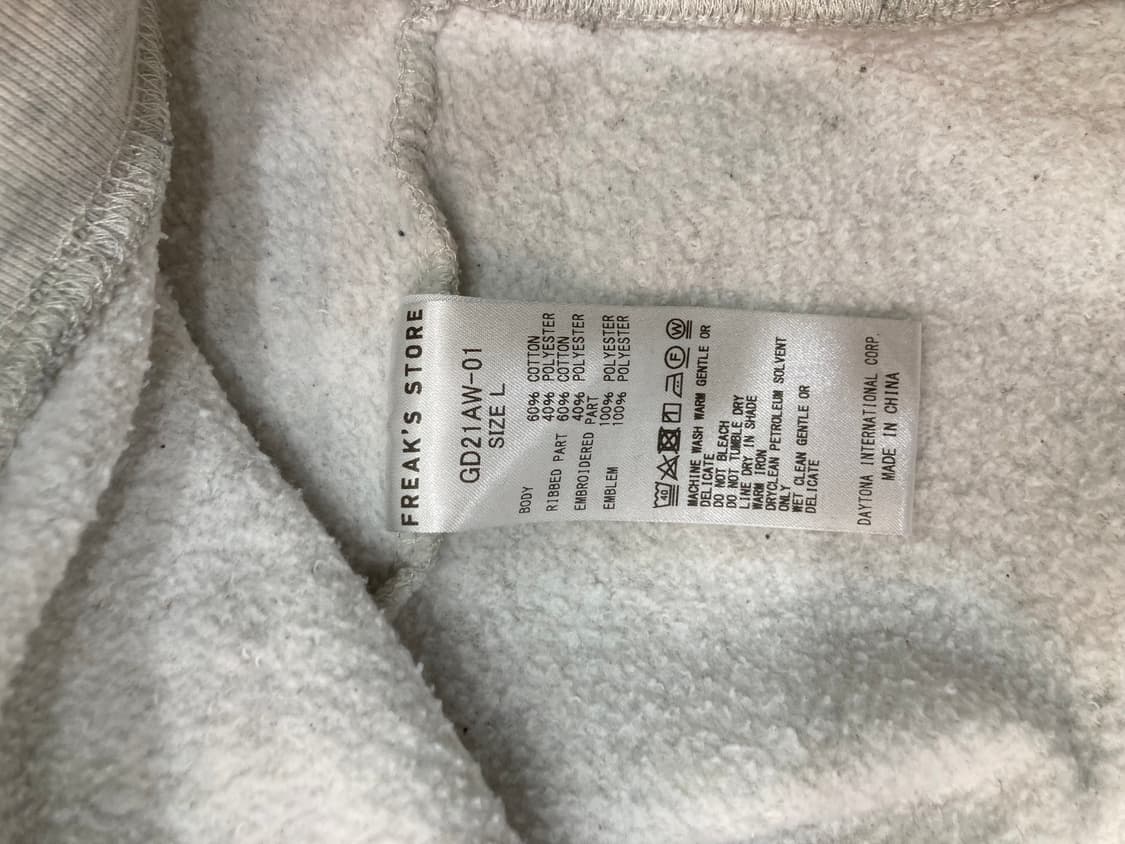 FREAK'S STORE
GD21AW-01
SIZE L
BODY 60% COTTON
40% POLYESTER
RIBBED PART 60% COTTON
40% POLYESTER
EMBROIDERED PART
100% POLYESTER
EMBLEM 100% POLYESTER
40 F W
MACHINE WASH WARM GENTLE OR
DELICATE
DO NOT BLEACH
DO NOT TUMBLE DRY
LINE DRY IN SHADE
WARM IRON
DRYCLEAN PETROLEUM SOLVENT
ONLY
WET CLEAN GENTLE OR
DELICATE
DAYTONA INTERNATIONAL CORP.
MADE IN CHINA